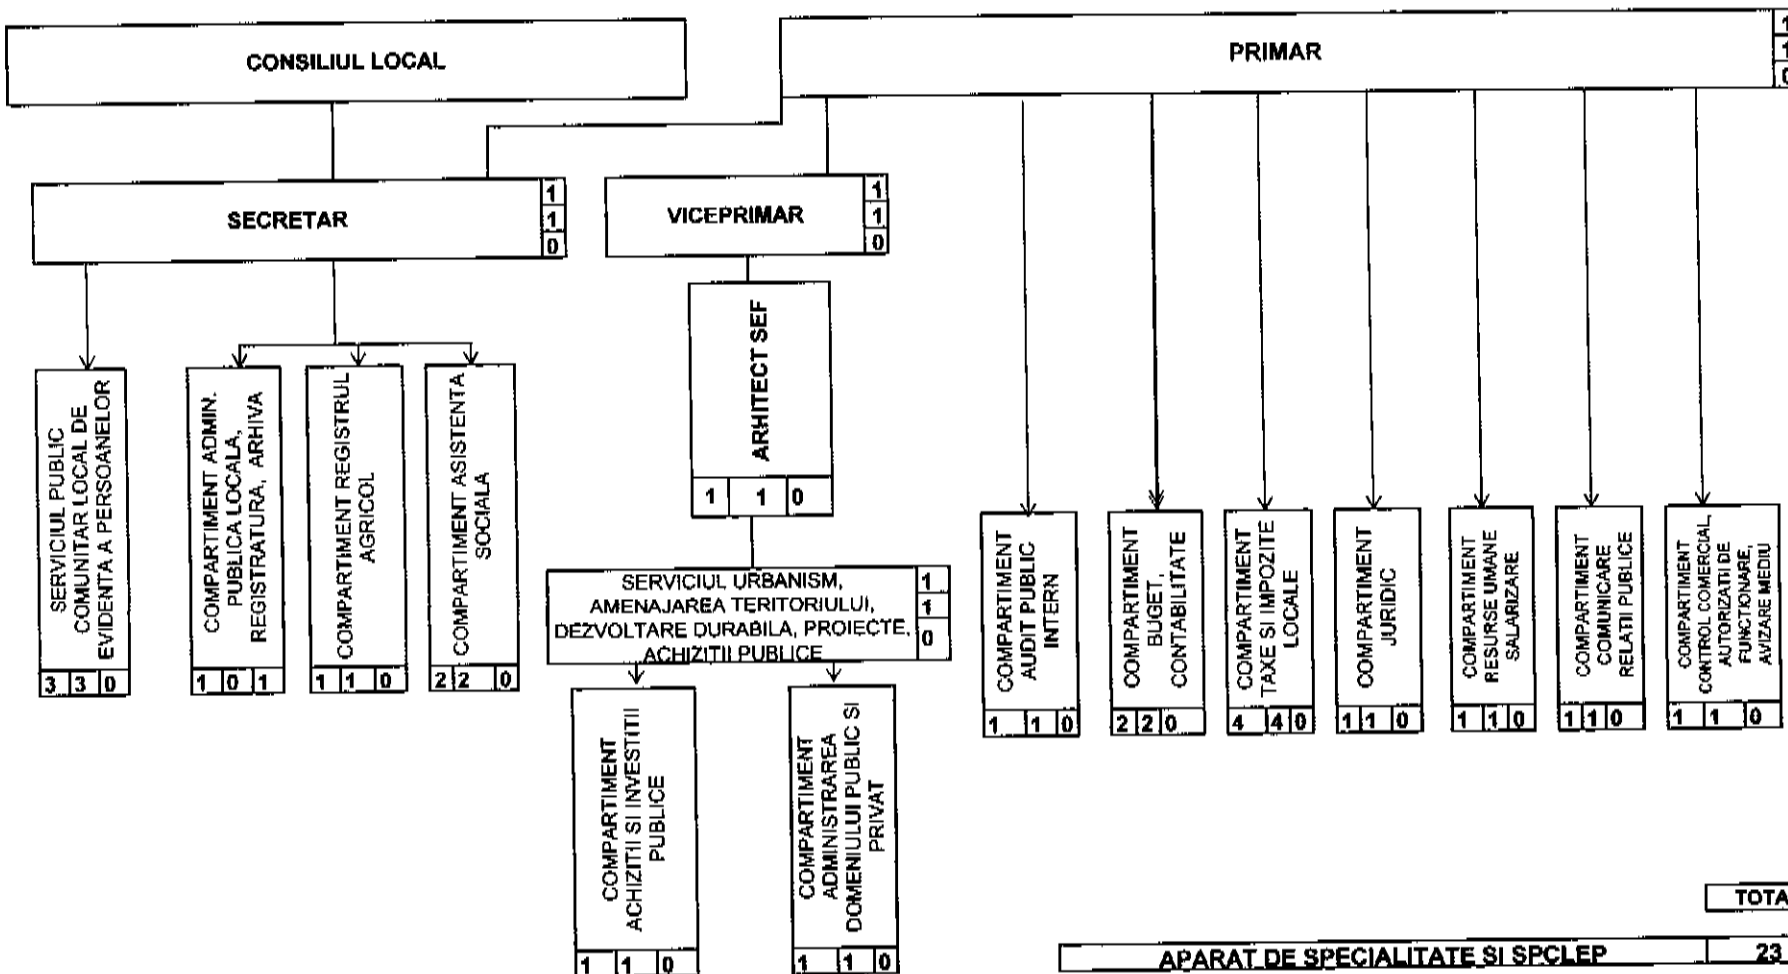 CONSILIUL LOCAL
PRIMAR
1
1
0
SECRETAR
1
1
0
VICEPRIMAR
1
1
0
ARHITECT SEF
1 1 0
SERVICIUL PUBLIC
COMUNITAR LOCAL DE
EVIDENTA A PERSOANELOR
3 3 0
COMPARTIMENT ADMIN.
PUBLICA LOCALA,
REGISTRATURA, ARHIVA
1 0 1
COMPARTIMENT REGISTRUL
AGRICOL
1 1 0
COMPARTIMENT ASISTENTA
SOCIALA
2 2 0
SERVICIUL URBANISM,
AMENAJAREA TERITORIULUI,
DEZVOLTARE DURABILA, PROIECTE,
ACHIZITII PUBLICE
1
1
0
COMPARTIMENT
ACHIZITII SI INVESTITII
PUBLICE
1 1 0
COMPARTIMENT
ADMINISTRAREA
DOMENIULUI PUBLIC SI
PRIVAT
1 1 0
COMPARTIMENT
AUDIT PUBLIC
INTERN
1 1 0
COMPARTIMENT
BUGET,
CONTABILITATE
2 2 0
COMPARTIMENT
TAXE SI IMPOZITE
LOCALE
4 4 0
COMPARTIMENT
JURIDIC
1 1 0
COMPARTIMENT
RESURSE UMANE
SALARIZARE
1 1 0
COMPARTIMENT
COMUNICARE
RELATII PUBLICE
1 1 0
COMPARTIMENT
CONTROL COMERCIAL,
AUTORIZATII DE
FUNCTIONARE,
AVIZARE MEDIU
1 1 0
TOTA
APARAT DE SPECIALITATE SI SPCLEP 23